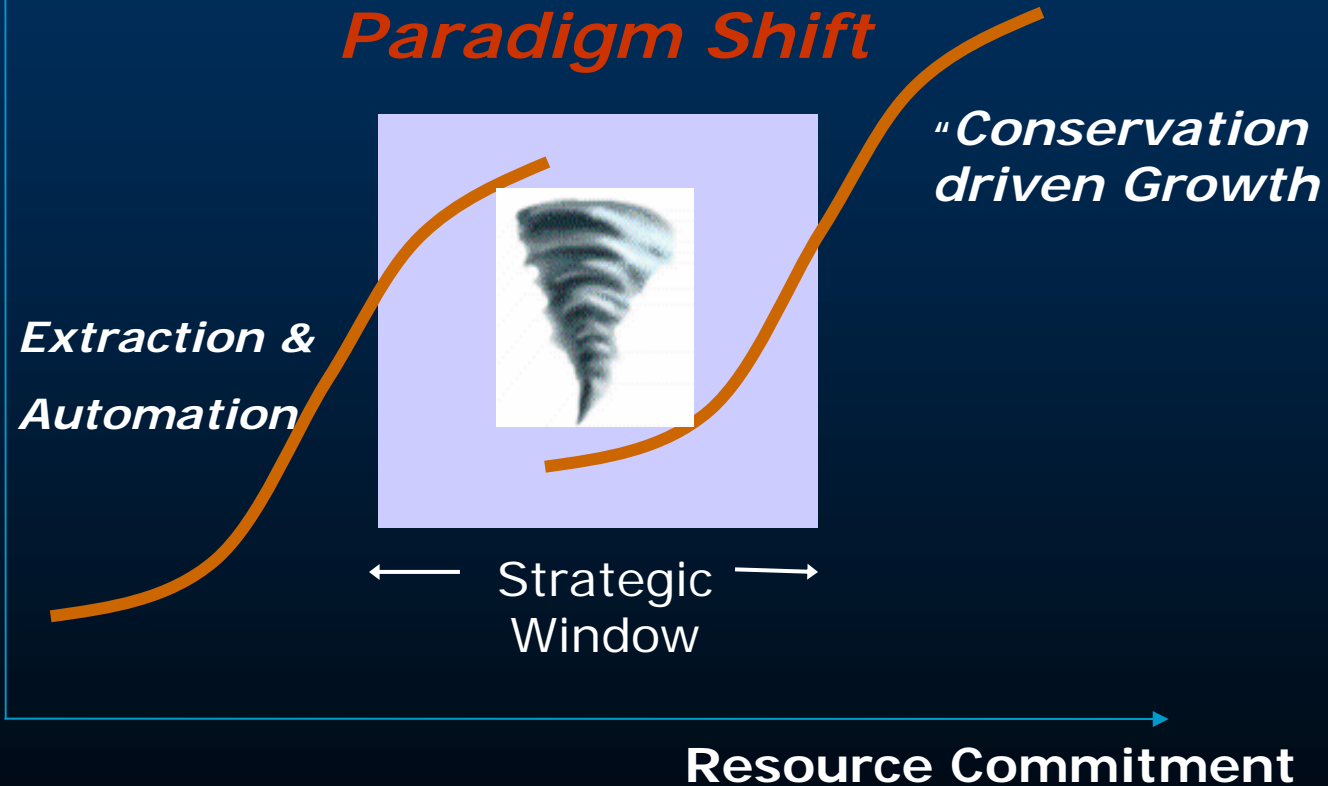 Paradigm Shift
“Conservation
driven Growth
Extraction &
Automation
Strategic
Window
Resource Commitment